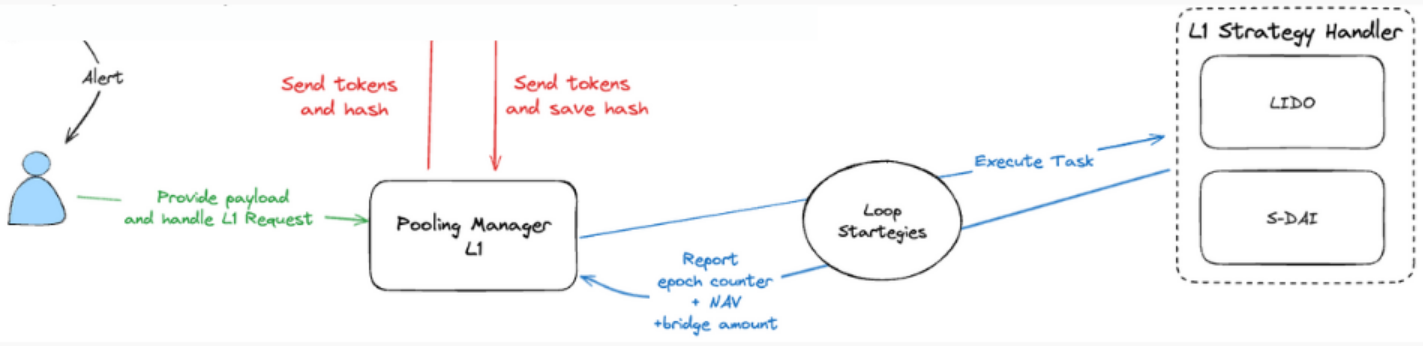 L1 Strategy Handler
Alert
Send tokens
and hash
Send tokens
and save hash
LIDO
Execute Task
Provide payload
and handle L1 Request
Pooling Manager
L1
Loop
Startegies
S-DAI
Report
epoch counter
+ NAV
+bridge amount